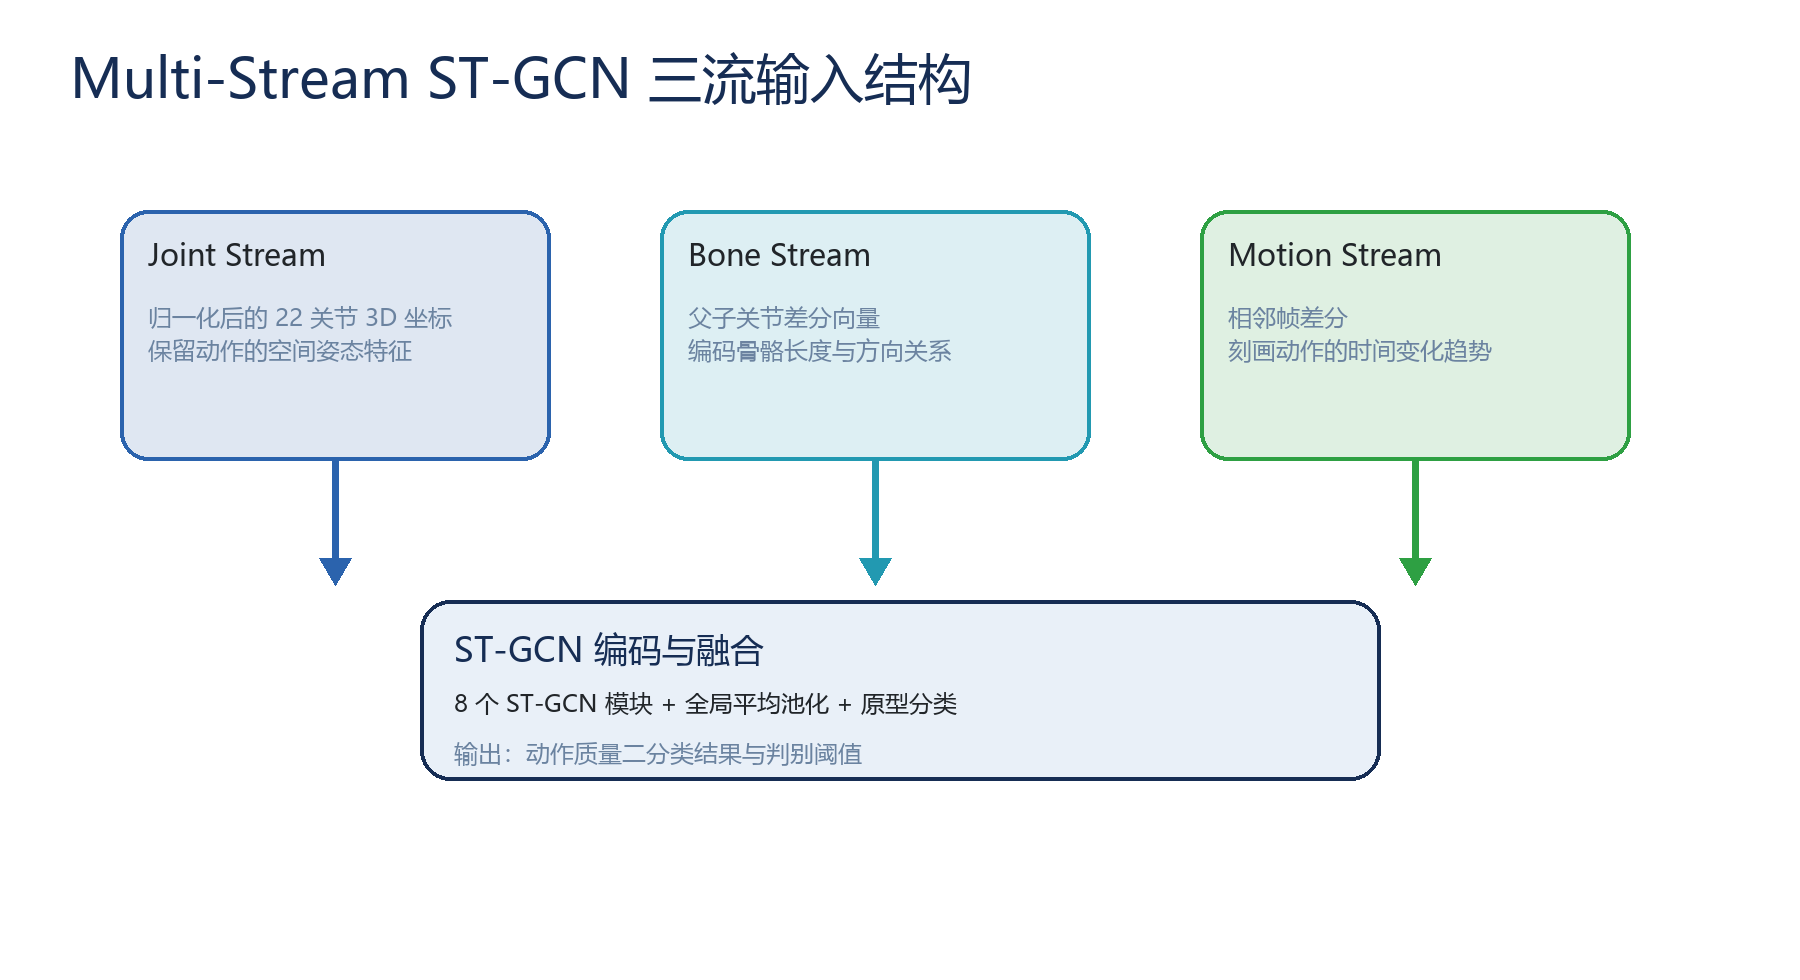 Multi-Stream ST-GCN 三流输入结构
Joint Stream
归一化后的 22 关节 3D 坐标
保留动作的空间姿态特征
Bone Stream
父子关节差分向量
编码骨骼长度与方向关系
Motion Stream
相邻帧差分
刻画动作的时间变化趋势
ST-GCN 编码与融合
8 个 ST-GCN 模块 + 全局平均池化 + 原型分类
输出：动作质量二分类结果与判别阈值